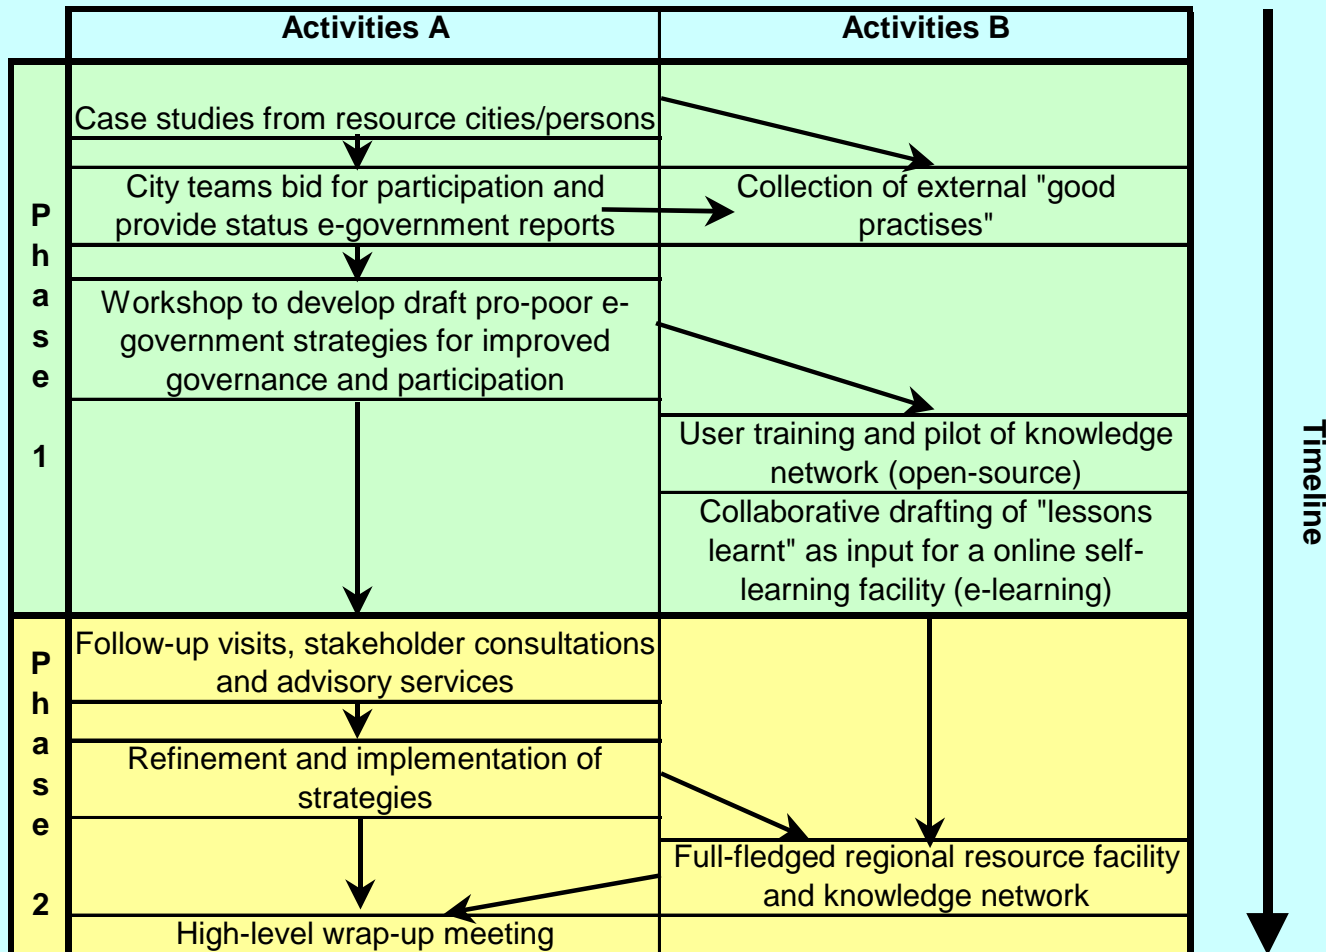 Activities A
Activities B
Phase 1
Case studies from resource cities/persons
City teams bid for participation and
provide status e-government reports
Collection of external "good
practises"
Workshop to develop draft pro-poor e-
government strategies for improved
governance and participation
User training and pilot of knowledge
network (open-source)
Collaborative drafting of "lessons
learnt" as input for a online self-
learning facility (e-learning)
Phase 2
Follow-up visits, stakeholder consultations
and advisory services
Refinement and implementation of
strategies
Full-fledged regional resource facility
and knowledge network
High-level wrap-up meeting
Timeline